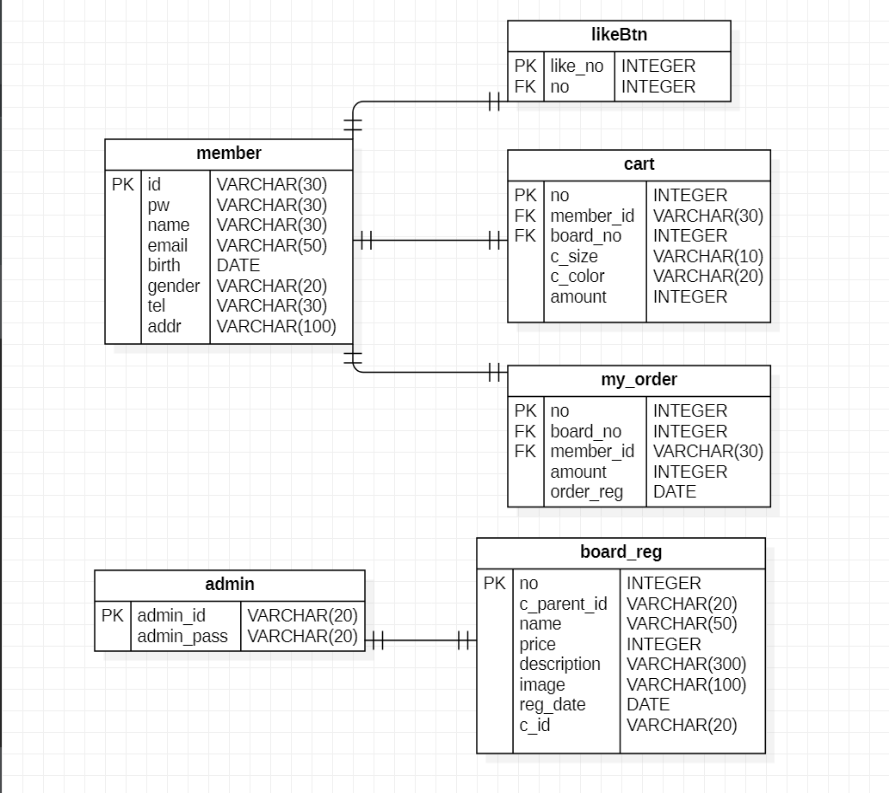 likeBtn
PK like_no INTEGER
FK no INTEGER
member
PK id VARCHAR(30)
pw VARCHAR(30)
name VARCHAR(30)
email VARCHAR(50)
birth DATE
gender VARCHAR(20)
tel VARCHAR(30)
addr VARCHAR(100)
cart
PK no INTEGER
FK member_id VARCHAR(30)
FK board_no INTEGER
c_size VARCHAR(10)
c_color VARCHAR(20)
amount INTEGER
my_order
PK no INTEGER
FK board_no INTEGER
FK member_id VARCHAR(30)
amount INTEGER
order_reg DATE
admin
PK admin_id VARCHAR(20)
admin_pass VARCHAR(20)
board_reg
PK no INTEGER
c_parent_id VARCHAR(20)
name VARCHAR(50)
price INTEGER
description VARCHAR(300)
image VARCHAR(100)
reg_date DATE
c_id VARCHAR(20)